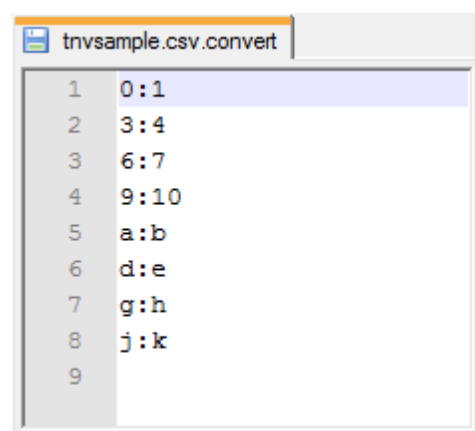 tnvsample.csv.convert
1 0:1
2 3:4
3 6:7
4 9:10
5 a:b
6 d:e
7 g:h
8 j:k
9